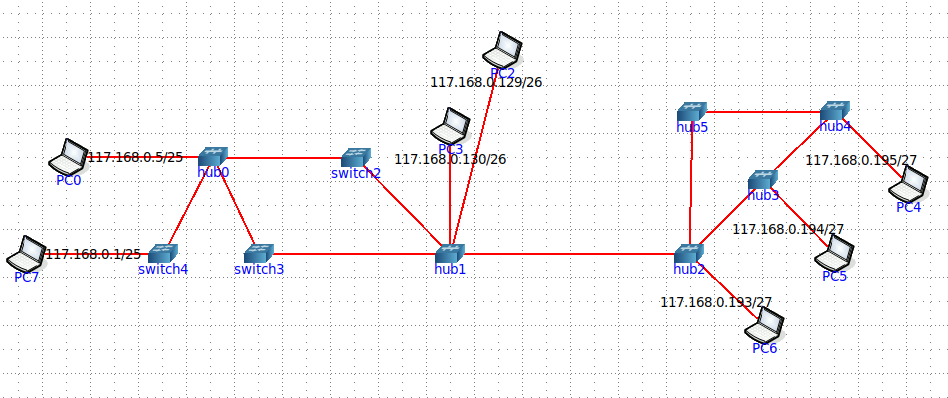 PC2
117.168.0.129/26
hub5
hub4
PC3
117.168.0.130/26
117.168.0.5/25
PC0
hub0
switch2
117.168.0.195/27
PC4
hub3
117.168.0.194/27
117.168.0.1/25
PC7
switch4
switch3
hub1
hub2
PC5
117.168.0.193/27
PC6